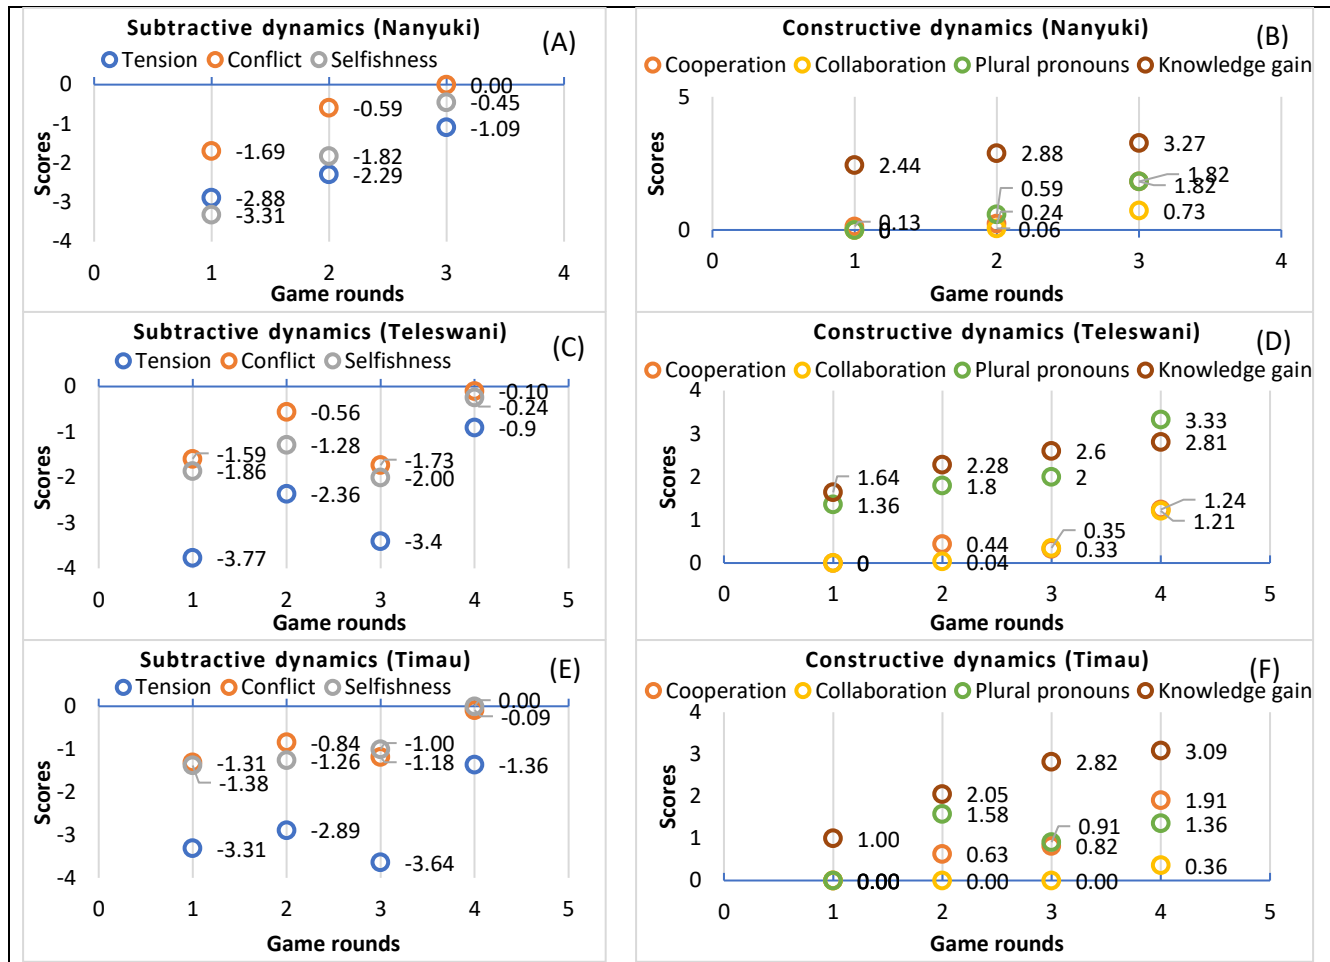 Subtractive dynamics (Nanyuki)
(A)
Tension Conflict Selfishness
0
-1
-2
-3
-4
Scores
0.00
-0.45
-1.09
-0.59
-1.82
-2.29
-1.69
-2.88
-3.31
0 1 2 3 4
Game rounds
Constructive dynamics (Nanyuki)
(B)
Cooperation Collaboration Plural pronouns Knowledge gain
5
0
Scores
2.44
0.13
0
2.88
0.59
0.24
0.06
3.27
1.82
1.82
0.73
0 1 2 3 4
Game rounds
Subtractive dynamics (Teleswani)
(C)
Tension Conflict Selfishness
0
-1
-2
-3
-4
Scores
-1.59
-1.86
-3.77
-0.56
-1.28
-2.36
-1.73
-2.00
-3.4
-0.10
-0.24
-0.9
0 1 2 3 4 5
Game rounds
Constructive dynamics (Teleswani)
(D)
Cooperation Collaboration Plural pronouns Knowledge gain
4
3
2
1
0
Scores
1.64
1.36
0
2.28
1.8
0.44
0.04
2.6
2
0.35
0.33
3.33
2.81
1.24
1.21
0 1 2 3 4 5
Game rounds
Subtractive dynamics (Timau)
(E)
Tension Conflict Selfishness
0
-1
-2
-3
-4
Scores
-1.31
-1.38
-3.31
-0.84
-1.26
-2.89
-1.00
-1.18
-3.64
0.00
-0.09
-1.36
0 1 2 3 4 5
Game rounds
Constructive dynamics (Timau)
(F)
Cooperation Collaboration Plural pronouns Knowledge gain
4
3
2
1
0
Scores
1.00
0.00
2.05
1.58
0.63
0.00
2.82
0.91
0.82
0.00
3.09
1.91
1.36
0.36
0 1 2 3 4 5
Game rounds